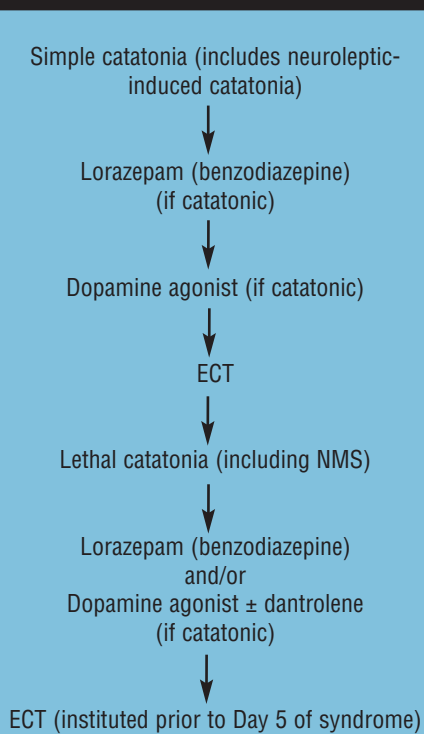 Simple catatonia (includes neuroleptic-
induced catatonia)
Lorazepam (benzodiazepine)
(if catatonic)
Dopamine agonist (if catatonic)
ECT
Lethal catatonia (including NMS)
Lorazepam (benzodiazepine)
and/or
Dopamine agonist ± dantrolene
(if catatonic)
ECT (instituted prior to Day 5 of syndrome)